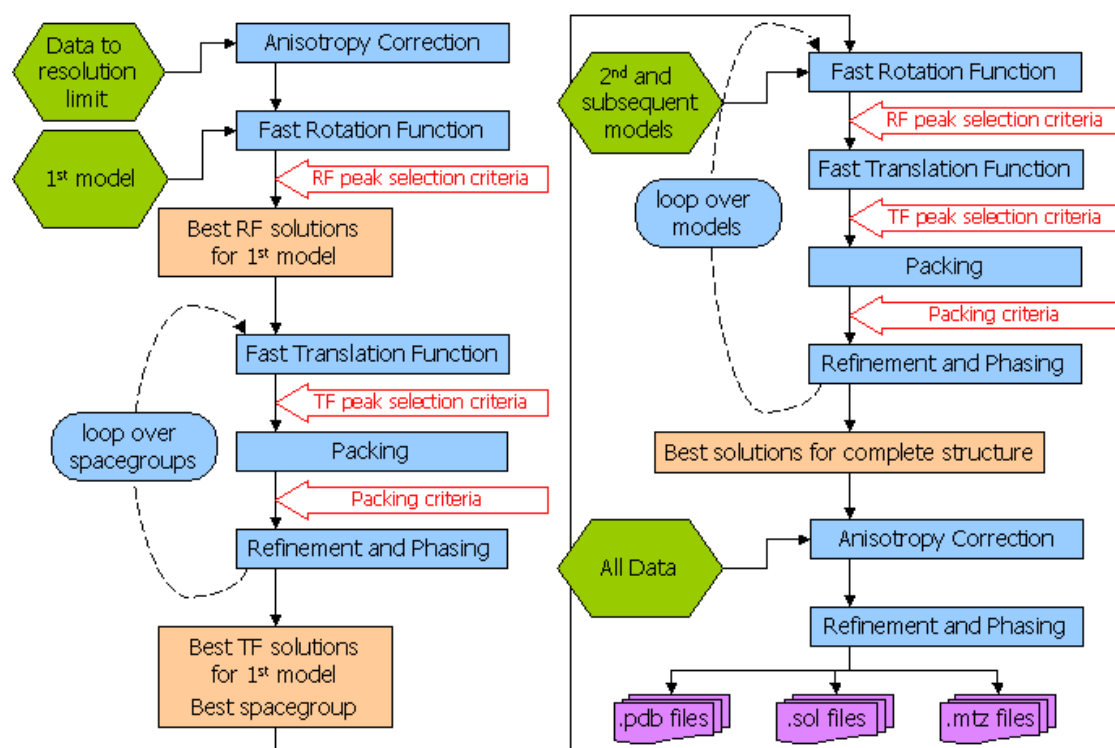 Data to
resolution
limit
Anisotropy Correction
1st model
Fast Rotation Function
RF peak selection criteria
Best RF solutions
for 1st model
Fast Translation Function
TF peak selection criteria
loop over
spacegroups
Packing
Packing criteria
Refinement and Phasing
Best TF solutions
for 1st model
Best spacegroup
2nd and
subsequent
models
Fast Rotation Function
RF peak selection criteria
Fast Translation Function
loop over
models
TF peak selection criteria
Packing
Packing criteria
Refinement and Phasing
Best solutions for complete structure
All Data
Anisotropy Correction
Refinement and Phasing
.pdb files
.sol files
.mtz files